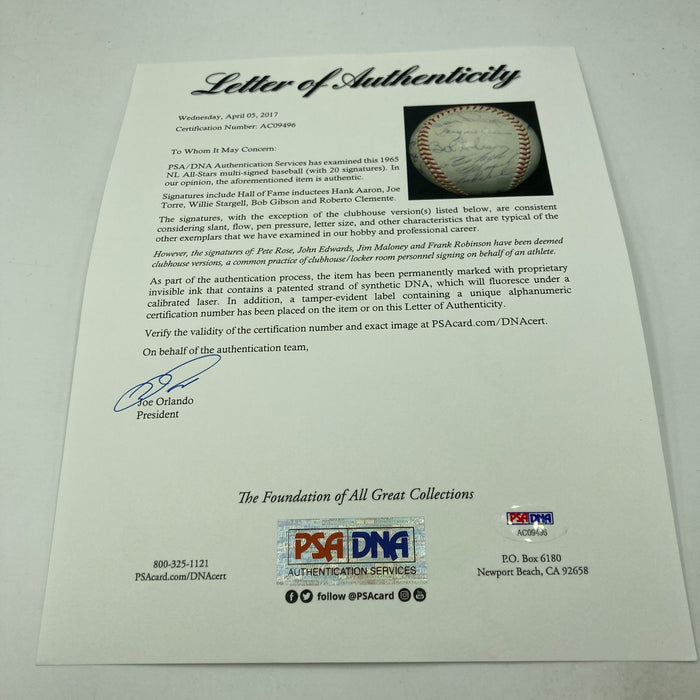 Letter of Authenticity
Wednesday, April 05, 2017
Certification Number: AC09496
To Whom It May Concern:
PSA/DNA Authentication Services has examined this 1965
NL All-Stars multi-signed baseball (with 20 signatures). In
our opinion, the aforementioned item is authentic.
Signatures include Hall of Fame inductees Hank Aaron, Joe
Torre, Willie Stargell, Bob Gibson and Roberto Clemente.
The signatures, with the exception of the clubhouse version(s) listed below, are consistent
considering slant, flow, pen pressure, letter size, and other characteristics that are typical of the
other exemplars that we have examined in our hobby and professional career.
However, the signatures of: Pete Rose, John Edwards, Jim Maloney and Frank Robinson have been deemed
clubhouse versions, a common practice of clubhouse/locker room personnel signing on behalf of an athlete.
As part of the authentication process, the item has been permanently marked with proprietary
invisible ink that contains a patented strand of synthetic DNA, which will fluoresce under a
calibrated laser. In addition, a tamper-evident label containing a unique alphanumeric
certification number has been placed on the item or on this Letter of Authenticity.
Verify the validity of the certification number and exact image at PSAcard.com/DNAcert.
On behalf of the authentication team,
Joe Orlando
President
The Foundation of All Great Collections
PSA DNA
AC09496
PSA DNA
AUTHENTICATION SERVICES
800-325-1121
PSAcard.com/DNAcert
P.O. Box 6180
Newport Beach, CA 92658
follow @PSAcard